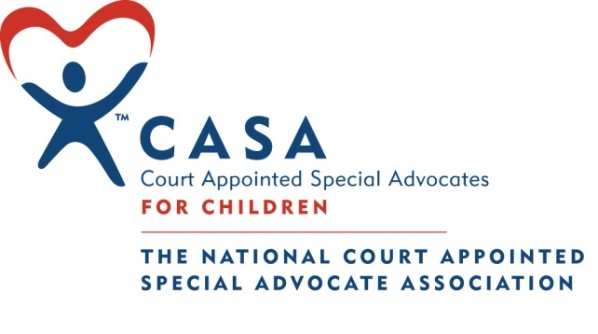 ™
CASA
Court Appointed Special Advocates
FOR CHILDREN
THE NATIONAL COURT APPOINTED
SPECIAL ADVOCATE ASSOCIATION